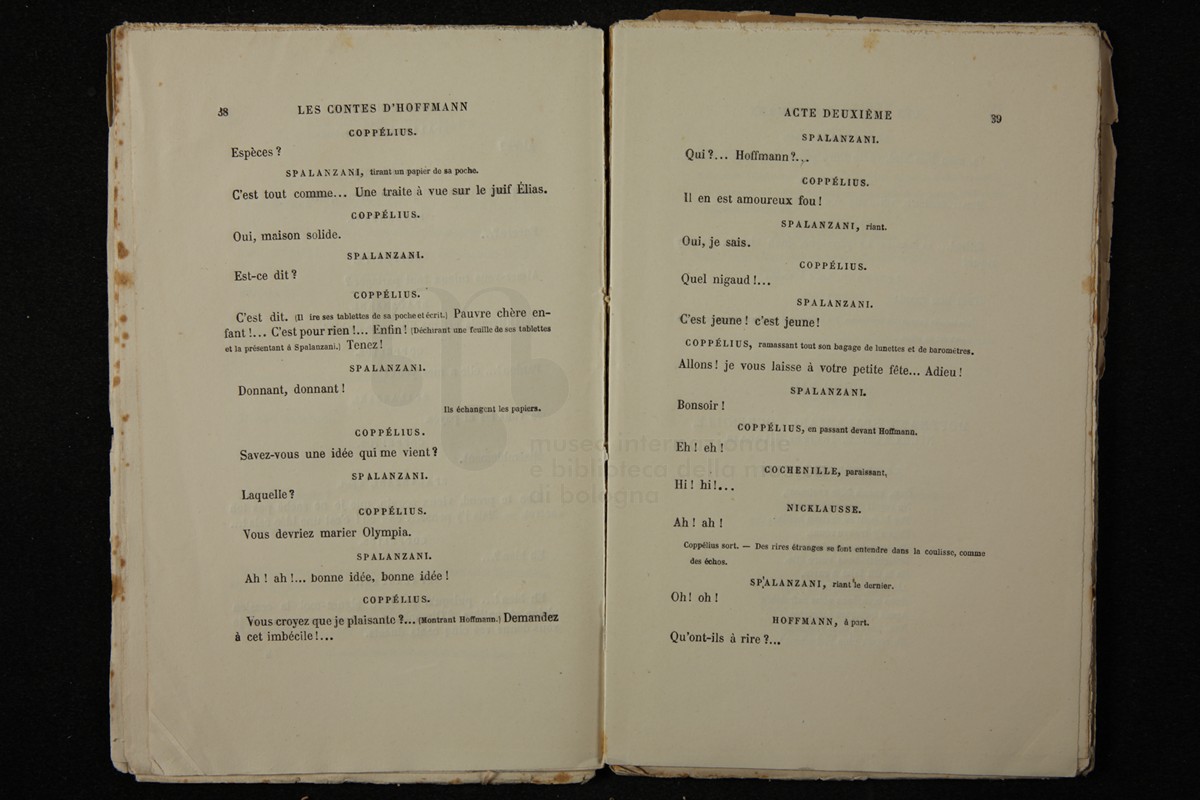 38 LES CONTES D'HOFFMANN
COPPÉLIUS.
Espèces ?
SPALANZANI, tirant un papier de sa poche.
C'est tout comme... Une traite à vue sur le juif Élias.
COPPÉLIUS.
Oui, maison solide.
SPALANZANI.
Est-ce dit ?
COPPÉLIUS.
C'est dit. (Il ire ses tablettes de sa poche et écrit.) Pauvre chère en-
fant !... C'est pour rien !... Enfin ! (Déchirant une feuille de ses tablettes
et la présentant à Spalanzani.) Tenez !
SPALANZANI.
Donnant, donnant !
Ils échangent les papiers.
COPPÉLIUS.
Savez-vous une idée qui me vient ?
SPALANZANI.
Laquelle ?
COPPÉLIUS.
Vous devriez marier Olympia.
SPALANZANI.
Ah ! ah !... bonne idée, bonne idée !
COPPÉLIUS.
Vous croyez que je plaisante ?... (Montrant Hoffmann.) Demandez
à cet imbécile !...
museo internazionale
e biblioteca della musica
di bologna
ACTE DEUXIÈME 39
SPALANZANI.
Qui ?... Hoffmann ?...
COPPÉLIUS.
Il en est amoureux fou !
SPALANZANI, riant.
Oui, je sais.
COPPÉLIUS.
Quel nigaud !...
SPALANZANI.
C'est jeune ! c'est jeune !
COPPÉLIUS, ramassant tout son bagage de lunettes et de baromètres.
Allons ! je vous laisse à votre petite fête... Adieu !
SPALANZANI.
Bonsoir !
COPPÉLIUS, en passant devant Hoffmann.
Eh ! eh !
COCHENILLE, paraissant,
Hi ! hi !...
NICKLAUSSE.
Ah ! ah !
Coppélius sort. — Des rires étranges se font entendre dans la coulisse, comme
des échos.
SPALANZANI, riant le dernier.
Oh ! oh !
HOFFMANN, à part.
Qu'ont-ils à rire ?...